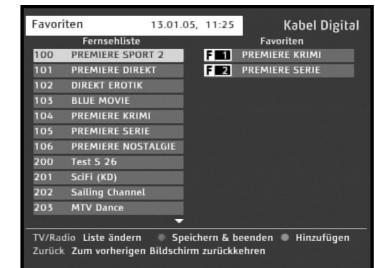 Favoriten 13.01.05, 11:25 Kabel Digital
Fernsehliste Favoriten
100 PREMIERE SPORT 2 F 1 PREMIERE KRIMI
101 PREMIERE DIREKT F 2 PREMIERE SERIE
102 DIREKT EROTIK
103 BLUE MOVIE
104 PREMIERE KRIMI
105 PREMIERE SERIE
106 PREMIERE NOSTALGIE
200 Test S 26
201 SciFi (KD)
202 Sailing Channel
203 MTV Dance
TV/Radio Liste ändern Speichern & beenden Hinzufügen
Zurück Zum vorherigen Bildschirm zurückkehren